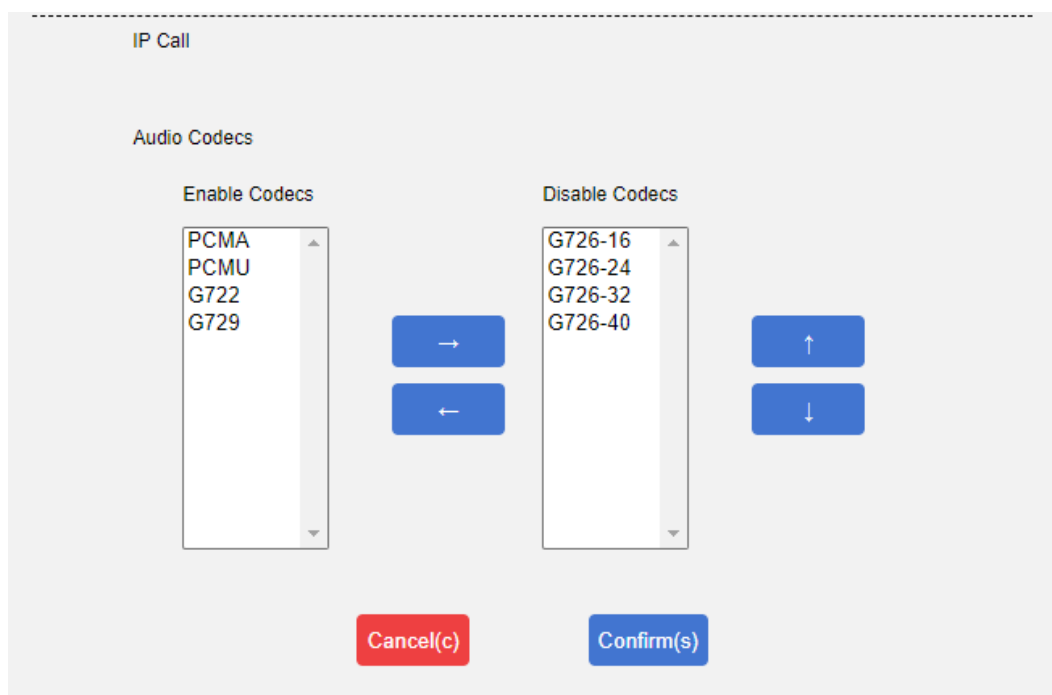 IP Call
Audio Codecs
Enable Codecs
Disable Codecs
PCMA
PCMU
G722
G729
→
←
G726-16
G726-24
G726-32
G726-40
↑
↓
Cancel(c)
Confirm(s)